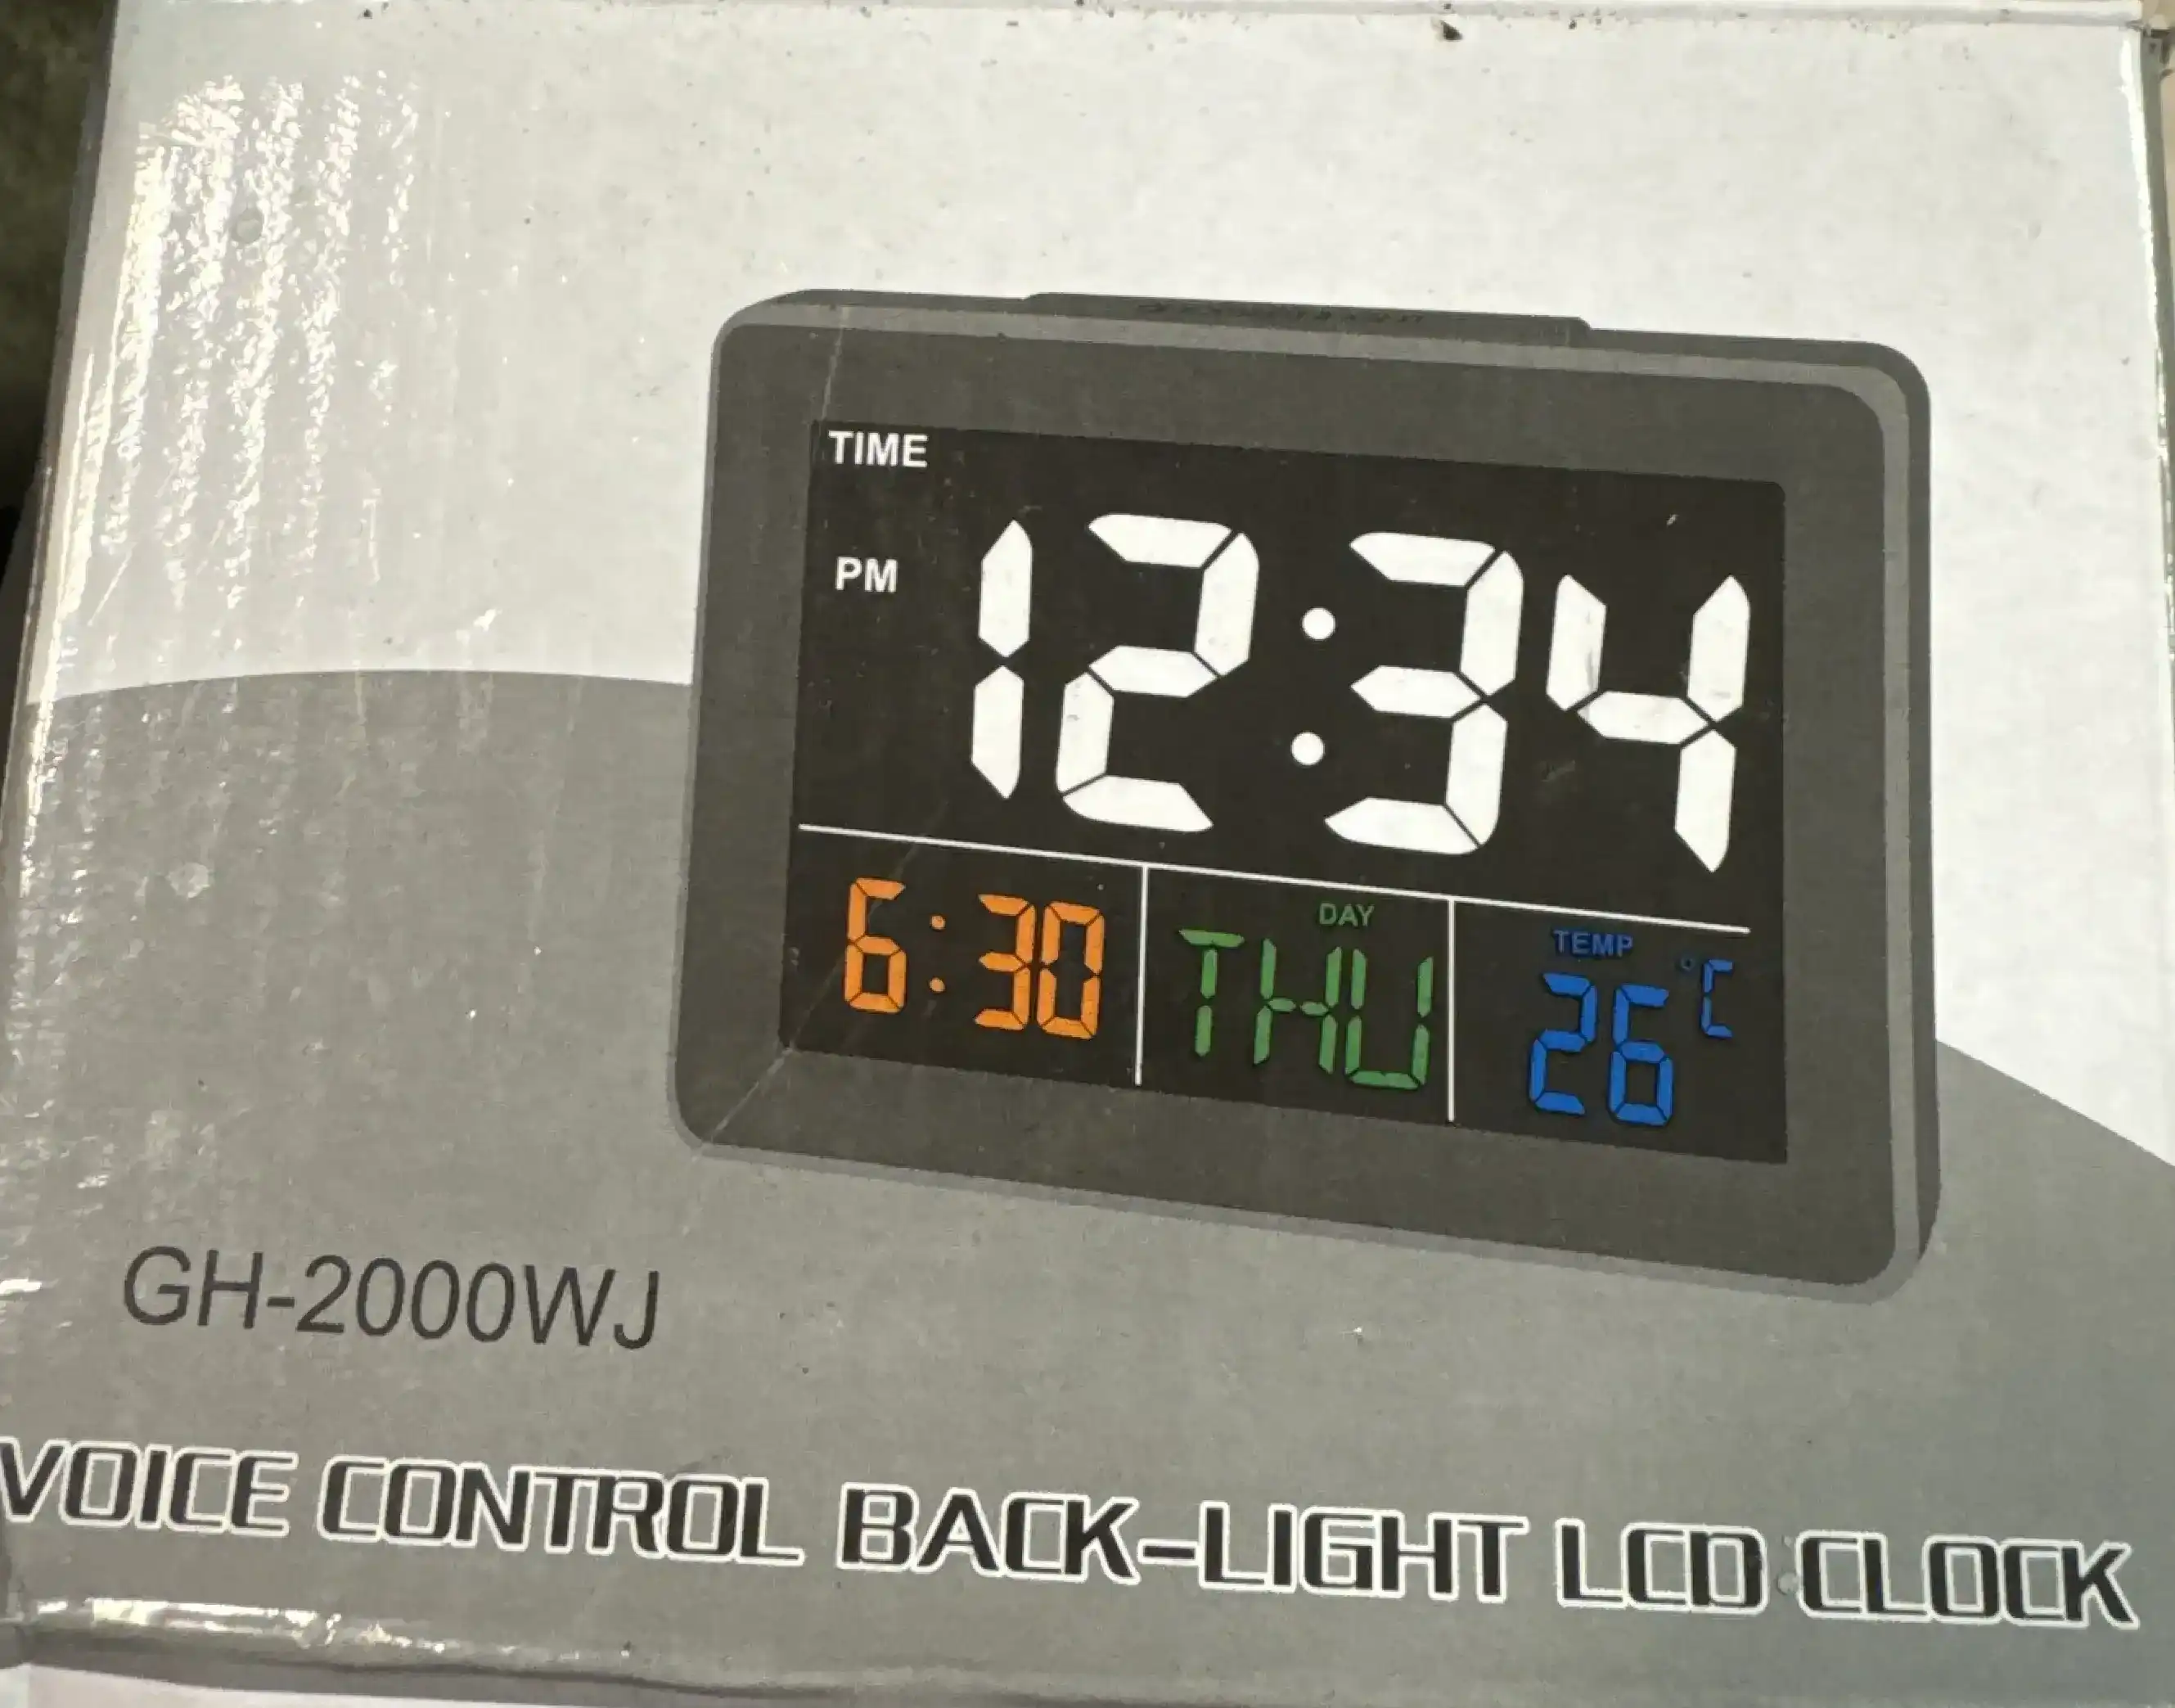 TIME
PM
12:34
6:30
DAY
THU
TEMP
26 °C
GH-2000WJ
VOICE CONTROL BACK-LIGHT LCD CLOCK